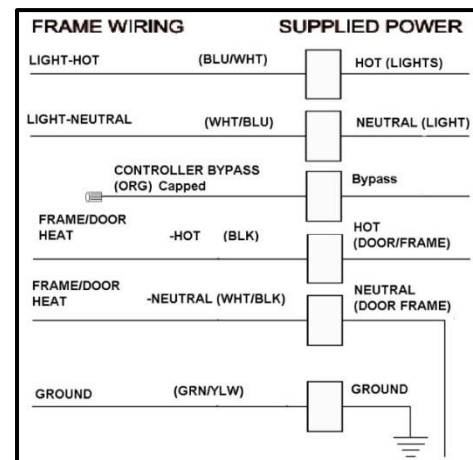 FRAME WIRING SUPPLIED POWER
LIGHT-HOT (BLU/WHT) HOT (LIGHTS)
LIGHT-NEUTRAL (WHT/BLU) NEUTRAL (LIGHT)
CONTROLLER BYPASS
(ORG) Capped Bypass
FRAME/DOOR
HEAT -HOT (BLK) HOT
(DOOR/FRAME)
FRAME/DOOR
HEAT -NEUTRAL (WHT/BLK) NEUTRAL
(DOOR FRAME)
GROUND (GRN/YLW) GROUND